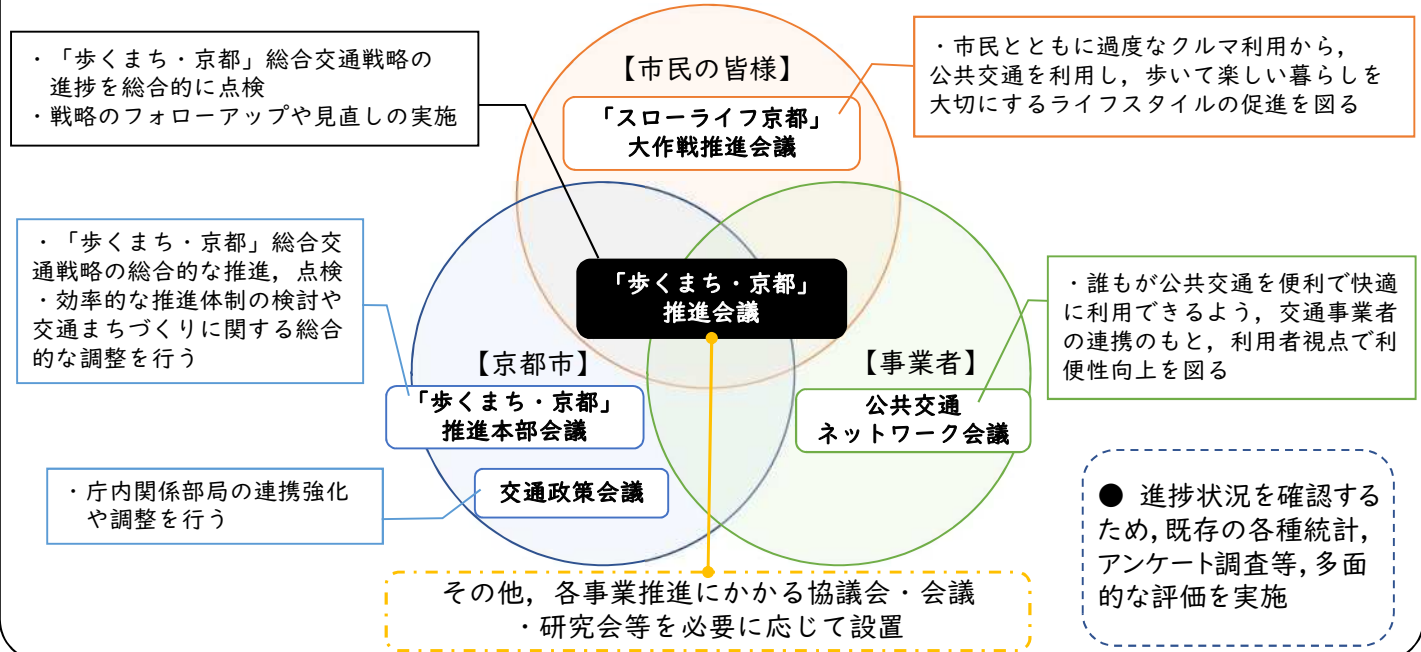 ・「歩くまち・京都」総合交通戦略の
進捗を総合的に点検
・戦略のフォローアップや見直しの実施
【市民の皆様】
「スローライフ京都」
大作戦推進会議
・市民とともに過度なクルマ利用から，
公共交通を利用し，歩いて楽しい暮らしを
大切にするライフスタイルの促進を図る
・「歩くまち・京都」総合交
通戦略の総合的な推進，点検
・効率的な推進体制の検討や
交通まちづくりに関する総合
的な調整を行う
「歩くまち・京都」
推進会議
・誰もが公共交通を便利で快適
に利用できるよう，交通事業者
の連携のもと，利用者視点で利
便性向上を図る
【京都市】
「歩くまち・京都」
推進本部会議
【事業者】
公共交通
ネットワーク会議
・庁内関係部局の連携強化
や調整を行う
交通政策会議
● 進捗状況を確認する
ため，既存の各種統計，
アンケート調査等，多面
的な評価を実施
その他，各事業推進にかかる協議会・会議
・研究会等を必要に応じて設置